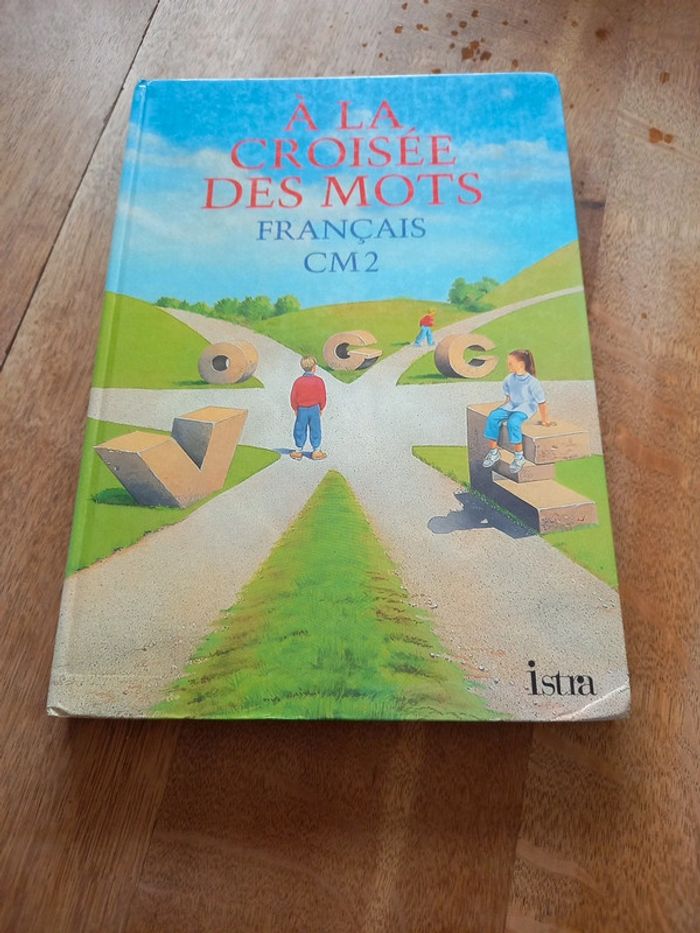 À LA
CROISÉE
DES MOTS
FRANÇAIS
CM2
O C C
V E
istra